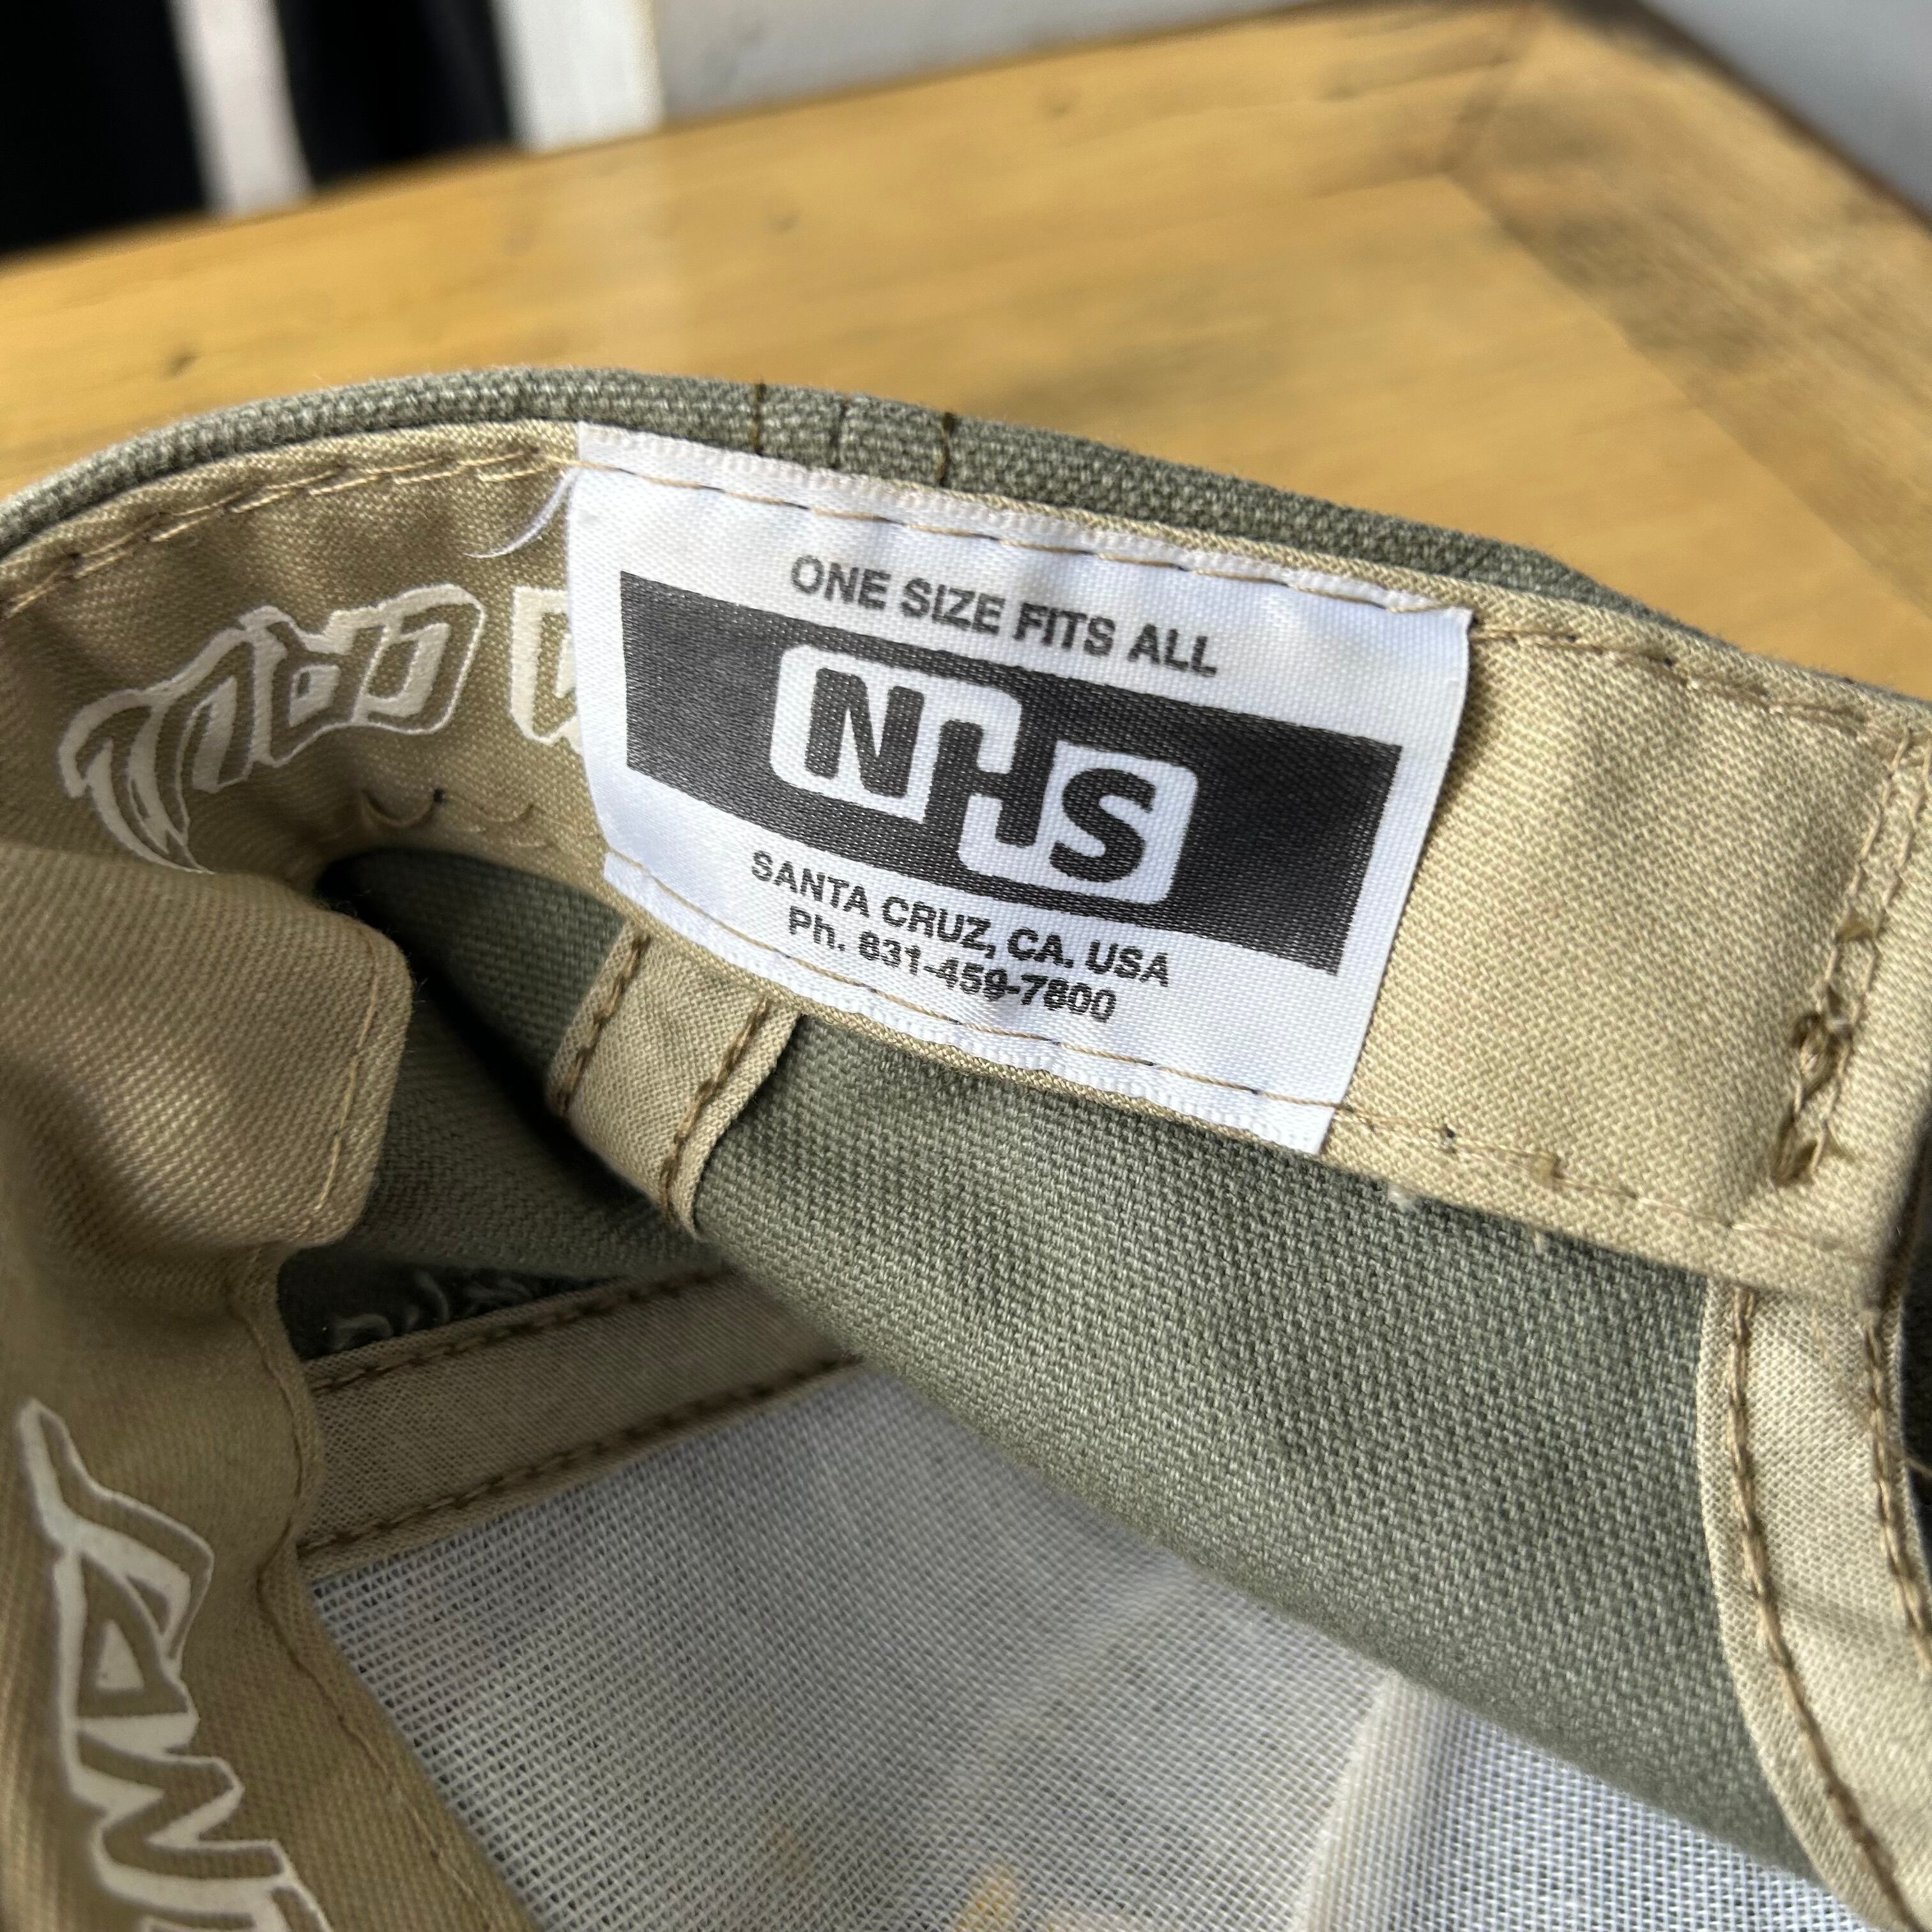 ONE SIZE FITS ALL
NHS
SANTA CRUZ, CA. USA
Ph. 831-459-7800